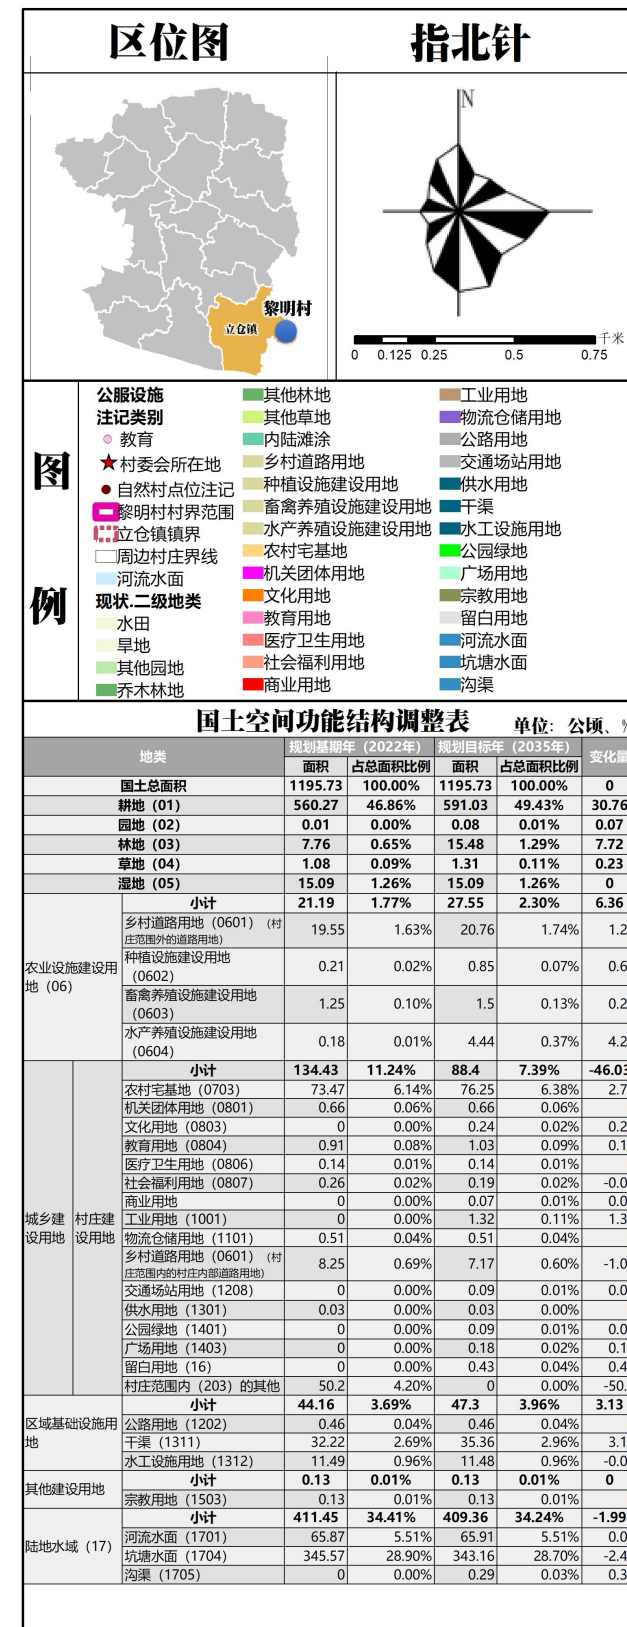 区位图
指北针
N
黎明村
立仓镇
千米
0 0.125 0.25 0.5 0.75
图例
公服设施
注记类别
教育
村委会所在地
自然村点位注记
黎明村村界范围
立仓镇镇界
周边村庄界线
河流水面
现状.二级地类
水田
旱地
其他园地
乔木林地
其他林地
其他草地
内陆滩涂
乡村道路用地
种植设施建设用地
畜禽养殖设施建设用地
水产养殖设施建设用地
农村宅基地
机关团体用地
文化用地
教育用地
医疗卫生用地
社会福利用地
商业用地
工业用地
物流仓储用地
公路用地
交通场站用地
供水用地
干渠
水工设施用地
公园绿地
广场用地
宗教用地
留白用地
河流水面
坑塘水面
沟渠
国土空间功能结构调整表 单位：公顷、%
地类 规划基期年（2022年） 规划目标年（2035年） 变化量
面积 占总面积比例 面积 占总面积比例
国土总面积 1195.73 100.00% 1195.73 100.00% 0
耕地（01） 560.27 46.86% 591.03 49.43% 30.76
园地（02） 0.01 0.00% 0.08 0.01% 0.07
林地（03） 7.76 0.65% 15.48 1.29% 7.72
草地（04） 1.08 0.09% 1.31 0.11% 0.23
湿地（05） 15.09 1.26% 15.09 1.26% 0
农业设施建设用地（06）
小计 21.19 1.77% 27.55 2.30% 6.36
乡村道路用地（0601）（村庄范围外的道路用地） 19.55 1.63% 20.76 1.74% 1.2
种植设施建设用地（0602） 0.21 0.02% 0.85 0.07% 0.6
畜禽养殖设施建设用地（0603） 1.25 0.10% 1.5 0.13% 0.2
水产养殖设施建设用地（0604） 0.18 0.01% 4.44 0.37% 4.2
城乡建设用地 村庄建设用地
小计 134.43 11.24% 88.4 7.39% -46.03
农村宅基地（0703） 73.47 6.14% 76.25 6.38% 2.7
机关团体用地（0801） 0.66 0.06% 0.66 0.06%
文化用地（0803） 0 0.00% 0.24 0.02% 0.2
教育用地（0804） 0.91 0.08% 1.03 0.09% 0.1
医疗卫生用地（0806） 0.14 0.01% 0.14 0.01%
社会福利用地（0807） 0.26 0.02% 0.19 0.02% -0.0
商业用地 0 0.00% 0.07 0.01% 0.0
工业用地（1001） 0 0.00% 1.32 0.11% 1.3
物流仓储用地（1101） 0.51 0.04% 0.51 0.04%
乡村道路用地（0601）（村庄范围内的村庄内部道路用地） 8.25 0.69% 7.17 0.60% -1.0
交通场站用地（1208） 0 0.00% 0.09 0.01% 0.0
供水用地（1301） 0.03 0.00% 0.03 0.00%
公园绿地（1401） 0 0.00% 0.09 0.01% 0.0
广场用地（1403） 0 0.00% 0.18 0.02% 0.1
留白用地（16） 0 0.00% 0.43 0.04% 0.4
村庄范围内（203）的其他 50.2 4.20% 0 0.00% -50.
区域基础设施用地
小计 44.16 3.69% 47.3 3.96% 3.13
公路用地（1202） 0.46 0.04% 0.46 0.04%
干渠（1311） 32.22 2.69% 35.36 2.96% 3.1
水工设施用地（1312） 11.49 0.96% 11.48 0.96% -0.0
其他建设用地
小计 0.13 0.01% 0.13 0.01% 0
宗教用地（1503） 0.13 0.01% 0.13 0.01%
陆地水域（17）
小计 411.45 34.41% 409.36 34.24% -1.99
河流水面（1701） 65.87 5.51% 65.91 5.51% 0.0
坑塘水面（1704） 345.57 28.90% 343.16 28.70% -2.4
沟渠（1705） 0 0.00% 0.29 0.03% 0.3